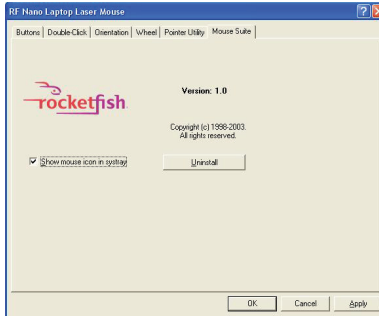 RF Nano Laptop Laser Mouse
Buttons Double-Click Orientation Wheel Pointer Utility Mouse Suite
rocketfish
Version: 1.0
Copyright (c) 1998-2003.
All rights reserved.
Show mouse icon in systray
Uninstall
OK Cancel Apply